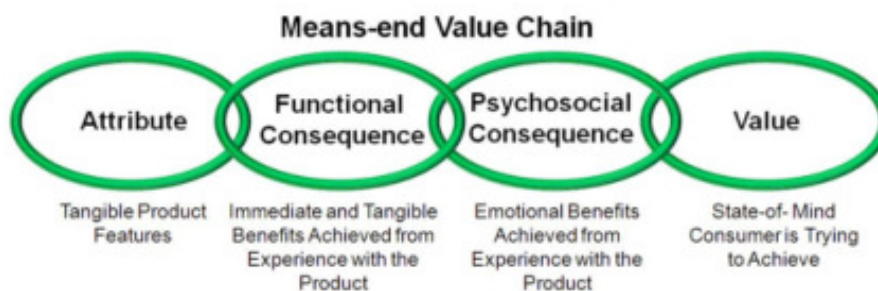 Means-end Value Chain
Attribute
Functional
Consequence
Psychosocial
Consequence
Value
Tangible Product
Features
Immediate and Tangible
Benefits Achieved from
Experience with the
Product
Emotional Benefits
Achieved from
Experience with the
Product
State-of- Mind
Consumer is Trying
to Achieve